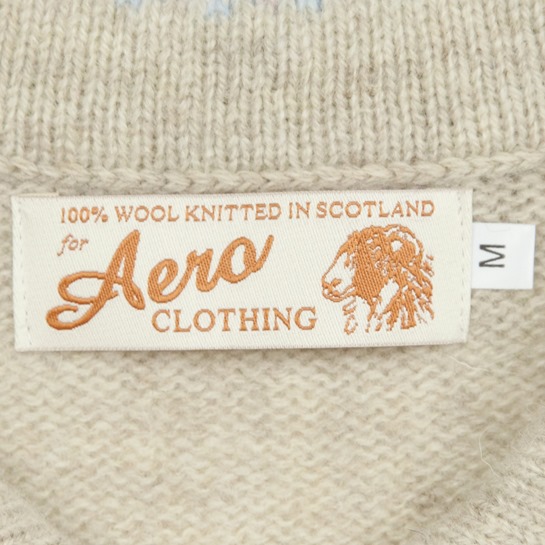 100% WOOL KNITTED IN SCOTLAND
for
Aero
CLOTHING
M